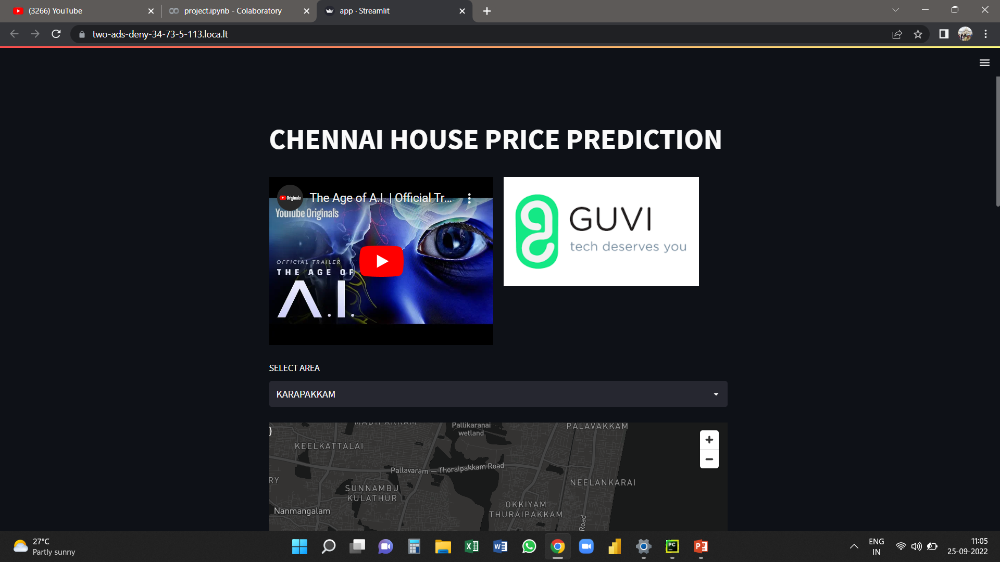 (3266) YouTube
project.ipynb - Colaboratory
app · Streamlit
two-ads-deny-34-73-5-113.loca.lt
CHENNAI HOUSE PRICE PREDICTION
Originals
The Age of A.I. | Official Tr...
YouTube Originals
OFFICIAL TRAILER
THE AGE OF
A.I.
GUVI
tech deserves you
SELECT AREA
KARAPAKKAM
)
Pallikaranai
wetland
PALAVAKKAM
KEELKATTALAI
Pallavaram — Thoraipakkam Road
RY
NEELANKARAI
SUNNAMBU
KULATHUR
OKKIYAM
THURAIPAKKAM
Nanmangalam
Road
27°C
Partly sunny
PC
ENG
IN
11:05
25-09-2022